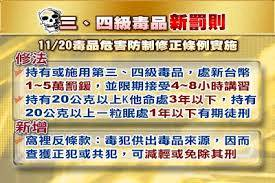 三、四級毒品新罰則
11/20毒品危害防制修正條例實施
修法
持有或施用第三、四級毒品，處新台幣
1~5萬罰鍰，並限期接受4~8小時講習
持有20公克以上K他命處3年以下，持有
20公克以上一粒眠處1年以下有期徒刑
新增
窩裡反條款：毒犯供出毒品來源，因而
查獲正犯或共犯，可減輕或免除其刑